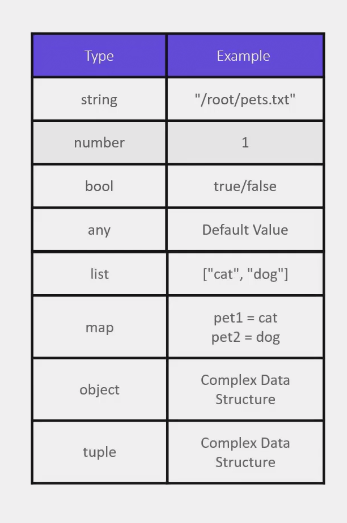 Type Example
string "/root/pets.txt"
number 1
bool true/false
any Default Value
list ["cat", "dog"]
map pet1 = cat
pet2 = dog
object Complex Data
Structure
tuple Complex Data
Structure